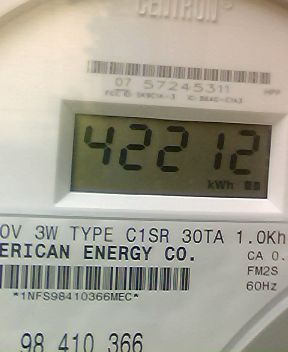 CENTRON®
07 57245311
HPP
42212
kWh
0V 3W TYPE C1SR 30TA 1.0Kh
ERICAN ENERGY CO.
CA 0.
FM2S
60Hz
*1NFS98410366MEC*
98 410 366